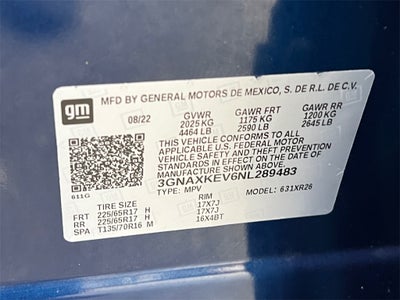 gm
MFD BY GENERAL MOTORS DE MEXICO, S. DE R.L. DE C.V.
08/22 GVWR GAWR FRT GAWR RR
2025 KG 1175 KG 1200 KG
4464 LB 2590 LB 2645 LB
THIS VEHICLE CONFORMS TO ALL
APPLICABLE U.S. FEDERAL MOTOR
VEHICLE SAFETY AND THEFT
PREVENTION STANDARDS IN EFFECT ON THE DATE OF
MANUFACTURE SHOWN ABOVE.
3GNAXKEV6NL289483
611G TYPE: MPV MODEL: 631XR26
TIRE SIZE RIM
FRT 225/65R17 H 17X7J
RR 225/65R17 H 17X7J
SPA T135/70R16 M 16X4BT